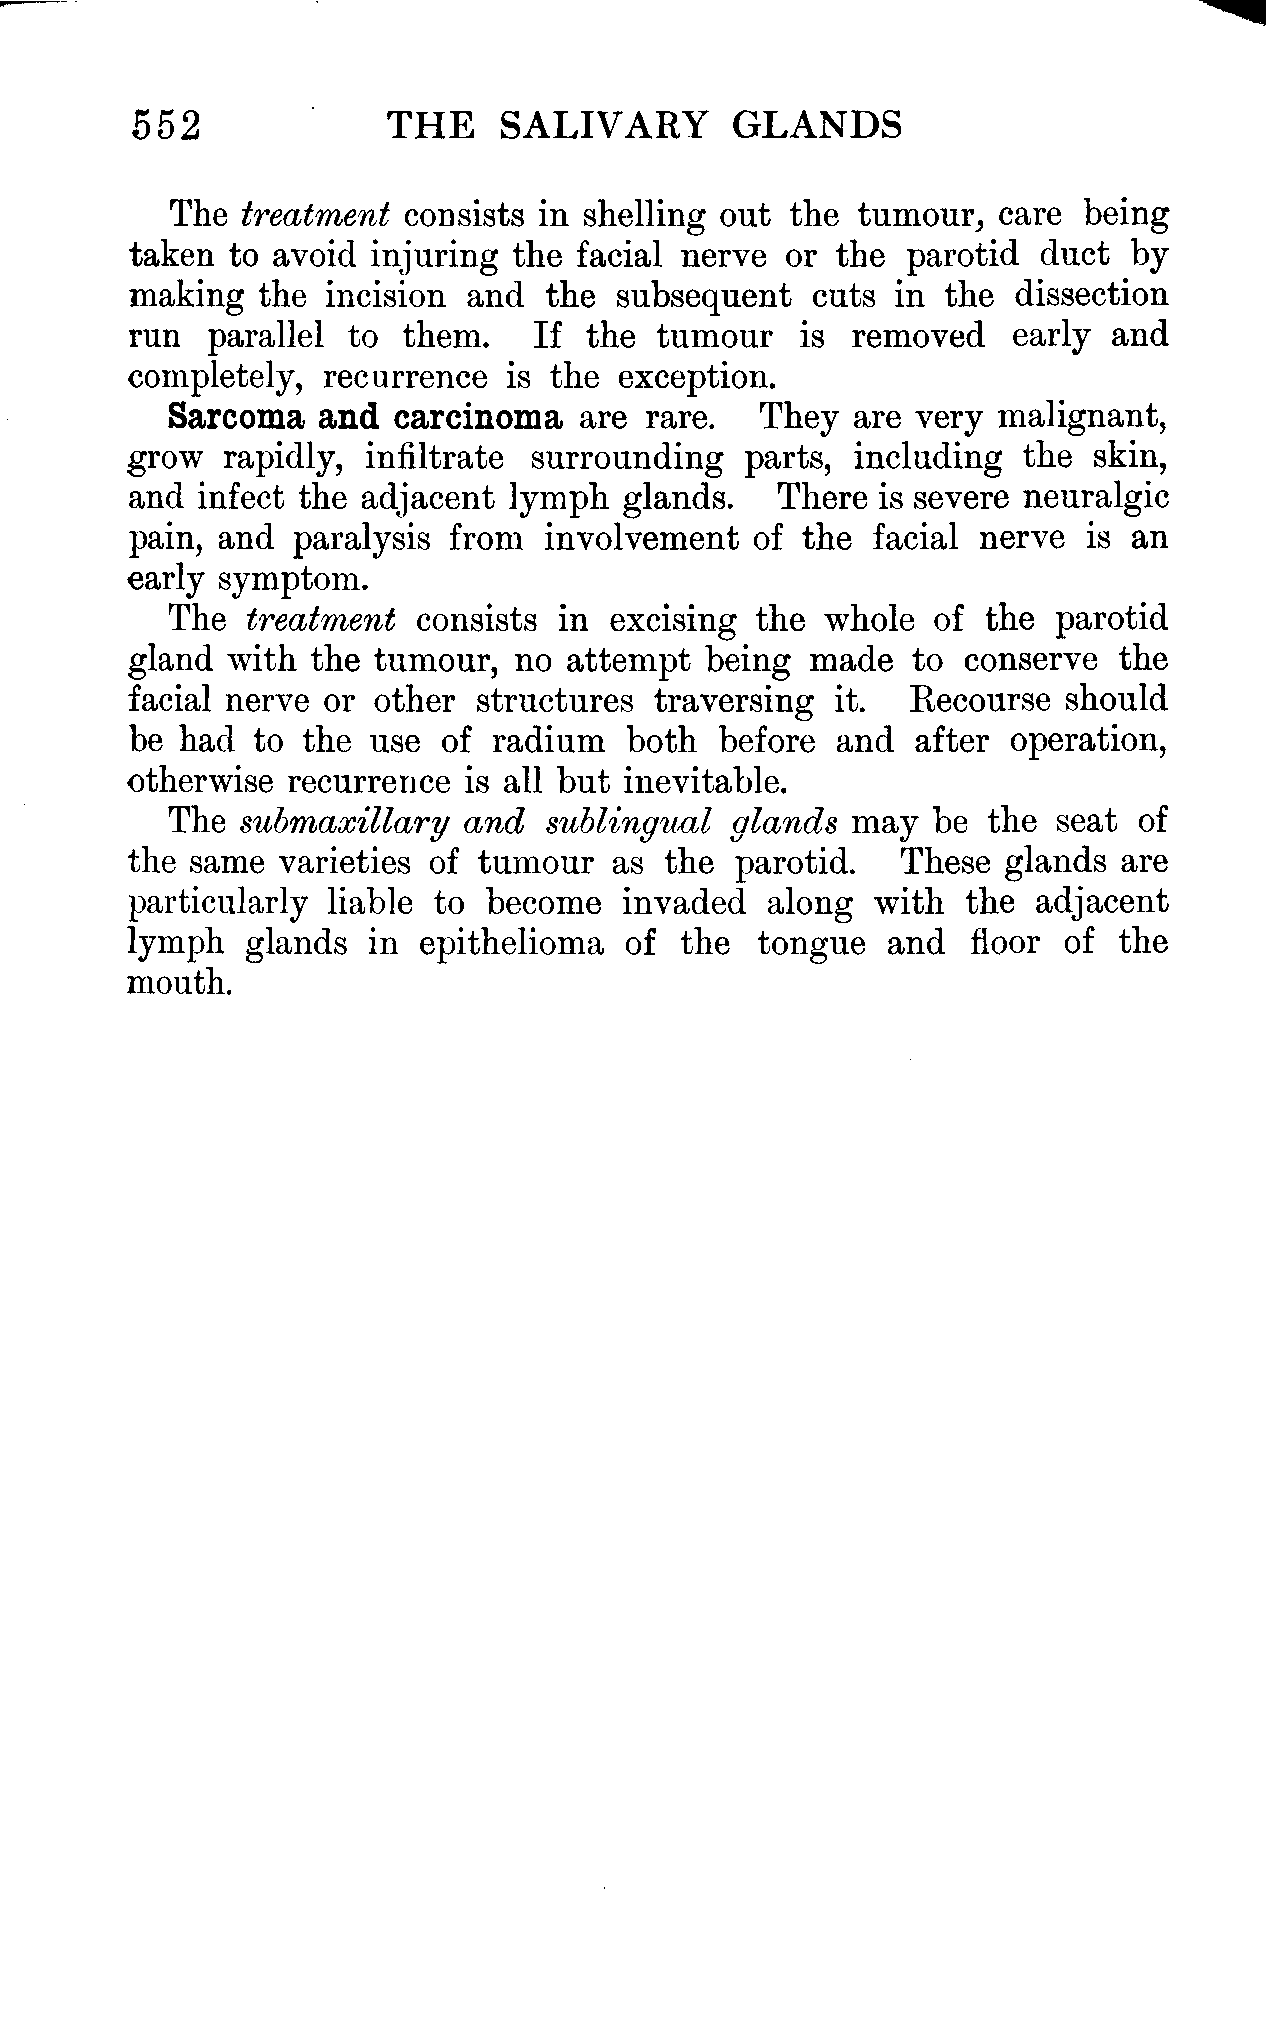 552 THE SALIVARY GLANDS
The treatment consists in shelling out the tumour, care being
taken to avoid injuring the facial nerve or the parotid duct by
making the incision and the subsequent cuts in the dissection
run parallel to them. If the tumour is removed early and
completely, recurrence is the exception.
Sarcoma and carcinoma are rare. They are very malignant,
grow rapidly, infiltrate surrounding parts, including the skin,
and infect the adjacent lymph glands. There is severe neuralgic
pain, and paralysis from involvement of the facial nerve is an
early symptom.
The treatment consists in excising the whole of the parotid
gland with the tumour, no attempt being made to conserve the
facial nerve or other structures traversing it. Recourse should
be had to the use of radium both before and after operation,
otherwise recurrence is all but inevitable.
The submaxillary and sublingual glands may be the seat of
the same varieties of tumour as the parotid. These glands are
particularly liable to become invaded along with the adjacent
lymph glands in epithelioma of the tongue and floor of the
mouth.